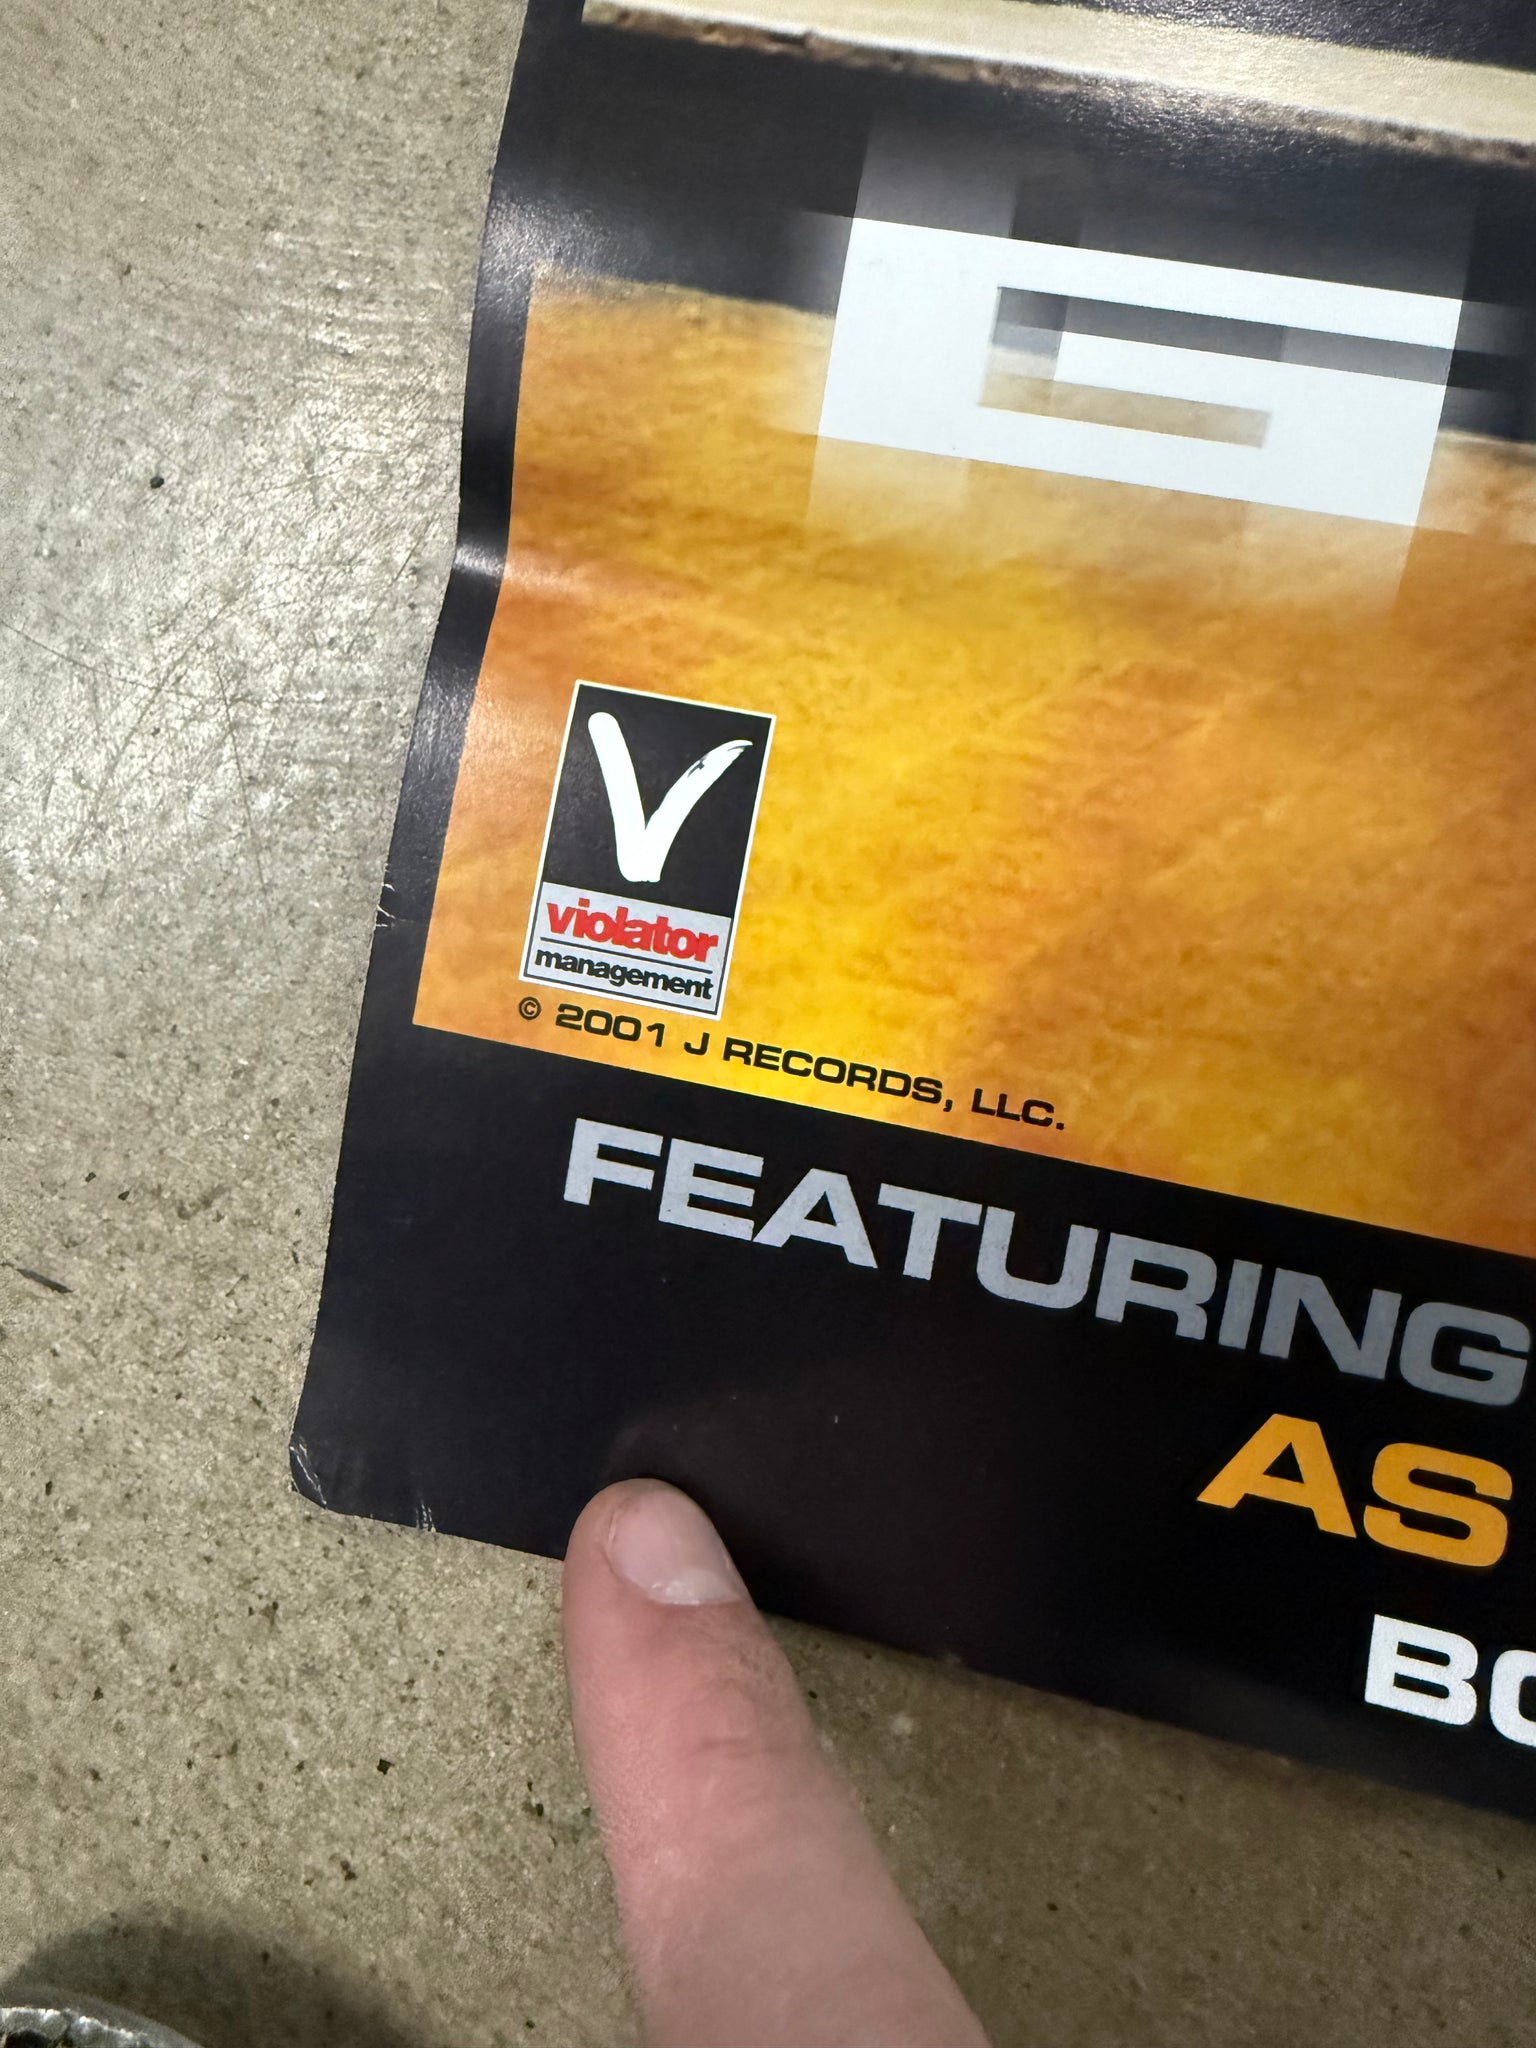 V
violator
management
© 2001 J RECORDS, LLC.
FEATURING
AS